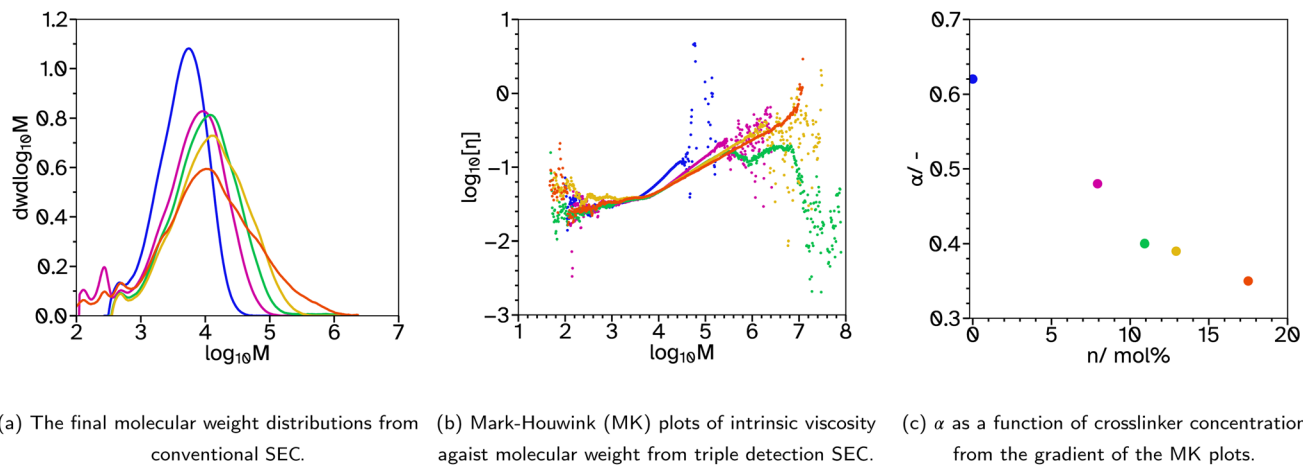 1.2
1.0
0.8
0.6
0.4
0.2
0.0
2 3 4 5 6 7
dwdlog₁₀M
log₁₀M
1
0
−1
−2
−3
1 2 3 4 5 6 7 8
log₁₀[η]
log₁₀M
0.7
0.6
0.5
0.4
0.3
0 5 10 15 20
α/ -
n/ mol%
(a) The final molecular weight distributions from
conventional SEC.
(b) Mark-Houwink (MK) plots of intrinsic viscosity
agaist molecular weight from triple detection SEC.
(c) α as a function of crosslinker concentration
from the gradient of the MK plots.